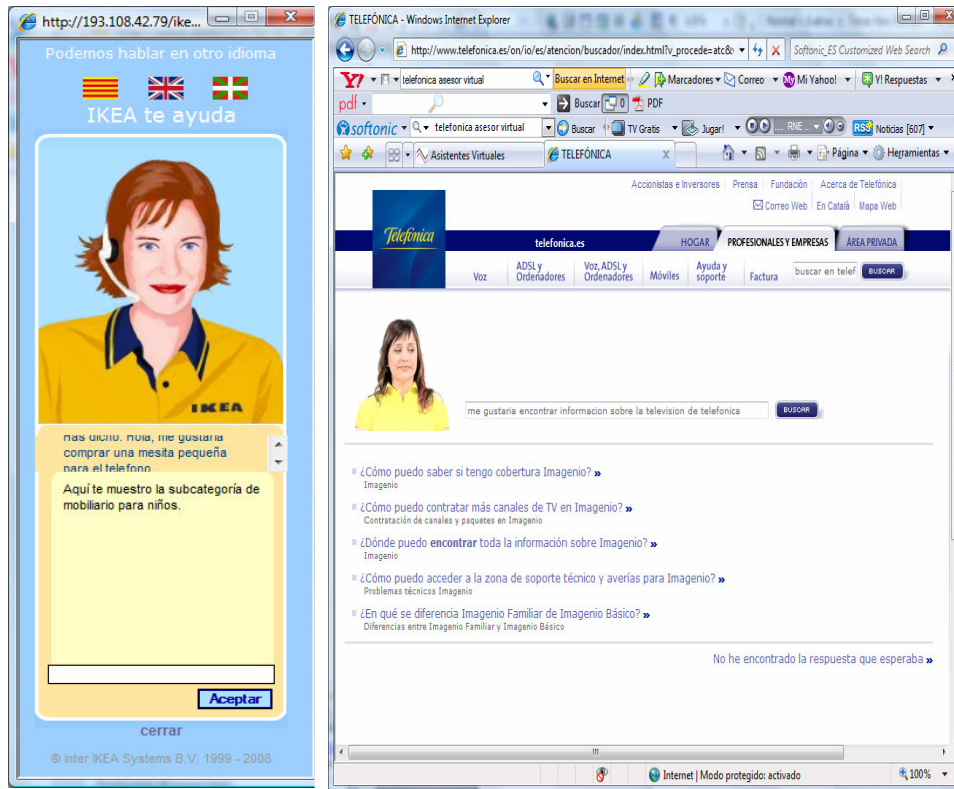 http://193.108.42.79/ike...
Podemos hablar en otro idioma
IKEA te ayuda
IKEA
Has dicho: Hola, me gustaría
comprar una mesita pequeña
para el telefono
Aquí te muestro la subcategoría de
mobiliario para niños.
Aceptar
cerrar
® Inter IKEA Systems B.V. 1999 - 2008
TELEFÓNICA - Windows Internet Explorer
http://www.telefonica.es/on/io/es/atencion/buscador/index.html?v_procede=atc&
Softonic_ES Customized Web Search
Y! telefonica asesor virtual Buscar en Internet Marcadores Correo Mi Yahoo! Y! Respuestas
pdf Buscar 0 PDF
softonic telefonica asesor virtual Buscar TV Gratis Jugar! RNE ... RSS Noticias [607]
Asistentes Virtuales TELEFÓNICA X Página Herramientas
Accionistas e Inversores Prensa Fundación Acerca de Telefónica
Correo Web En Català Mapa Web
Telefónica
telefonica.es HOGAR PROFESIONALES Y EMPRESAS ÁREA PRIVADA
Voz ADSL y Ordenadores Voz, ADSL y Ordenadores Móviles Ayuda y soporte Factura buscar en telef BUSCAR
me gustaria encontrar informacion sobre la television de telefonica BUSCAR
¿Cómo puedo saber si tengo cobertura Imagenio? »
Imagenio
¿Cómo puedo contratar más canales de TV en Imagenio? »
Contratación de canales y paquetes en Imagenio
¿Dónde puedo encontrar toda la información sobre Imagenio? »
Imagenio
¿Cómo puedo acceder a la zona de soporte técnico y averías para Imagenio? »
Problemas técnicos Imagenio
¿En qué se diferencia Imagenio Familiar de Imagenio Básico? »
Diferencias entre Imagenio Familiar y Imagenio Básico
No he encontrado la respuesta que esperaba »
Internet | Modo protegido: activado 100%